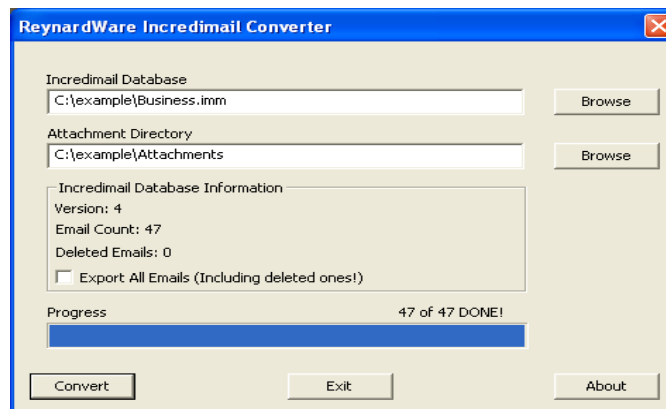 ReynardWare Incredimail Converter
Incredimail Database
C:\example\Business.imm
Browse
Attachment Directory
C:\example\Attachments
Browse
Incredimail Database Information
Version: 4
Email Count: 47
Deleted Emails: 0
Export All Emails (Including deleted ones!)
Progress 47 of 47 DONE!
Convert Exit About